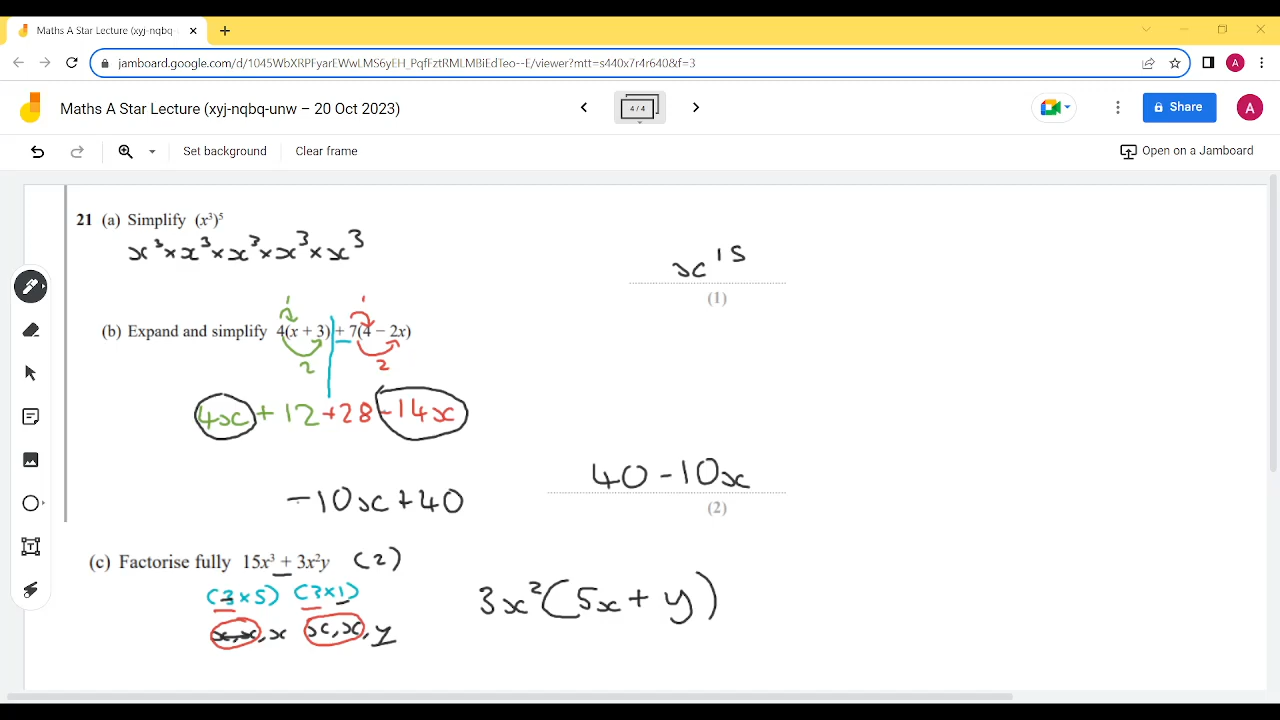 Maths A Star Lecture (xyj-nqbq-
jamboard.google.com/d/1045WbXRPFyarEWwLMS6yEH_PqfFztRMLMBiEdTeo--E/viewer?mtt=s440x7r4r640&f=3
A
Maths A Star Lecture (xyj-nqbq-unw – 20 Oct 2023)
4 / 4
Share
A
Set background
Clear frame
Open on a Jamboard
21 (a) Simplify (x³)⁵
x³ × x³ × x³ × x³ × x³
x¹⁵
(1)
1 1
(b) Expand and simplify 4(x + 3) + 7(4 − 2x)
2 2
4x + 12 + 28 − 14x
40 − 10x
−10x + 40
(2)
(c) Factorise fully 15x³ + 3x²y (2)
(3×5) (3×1)
3x²(5x + y)
x,x,x x,x,y